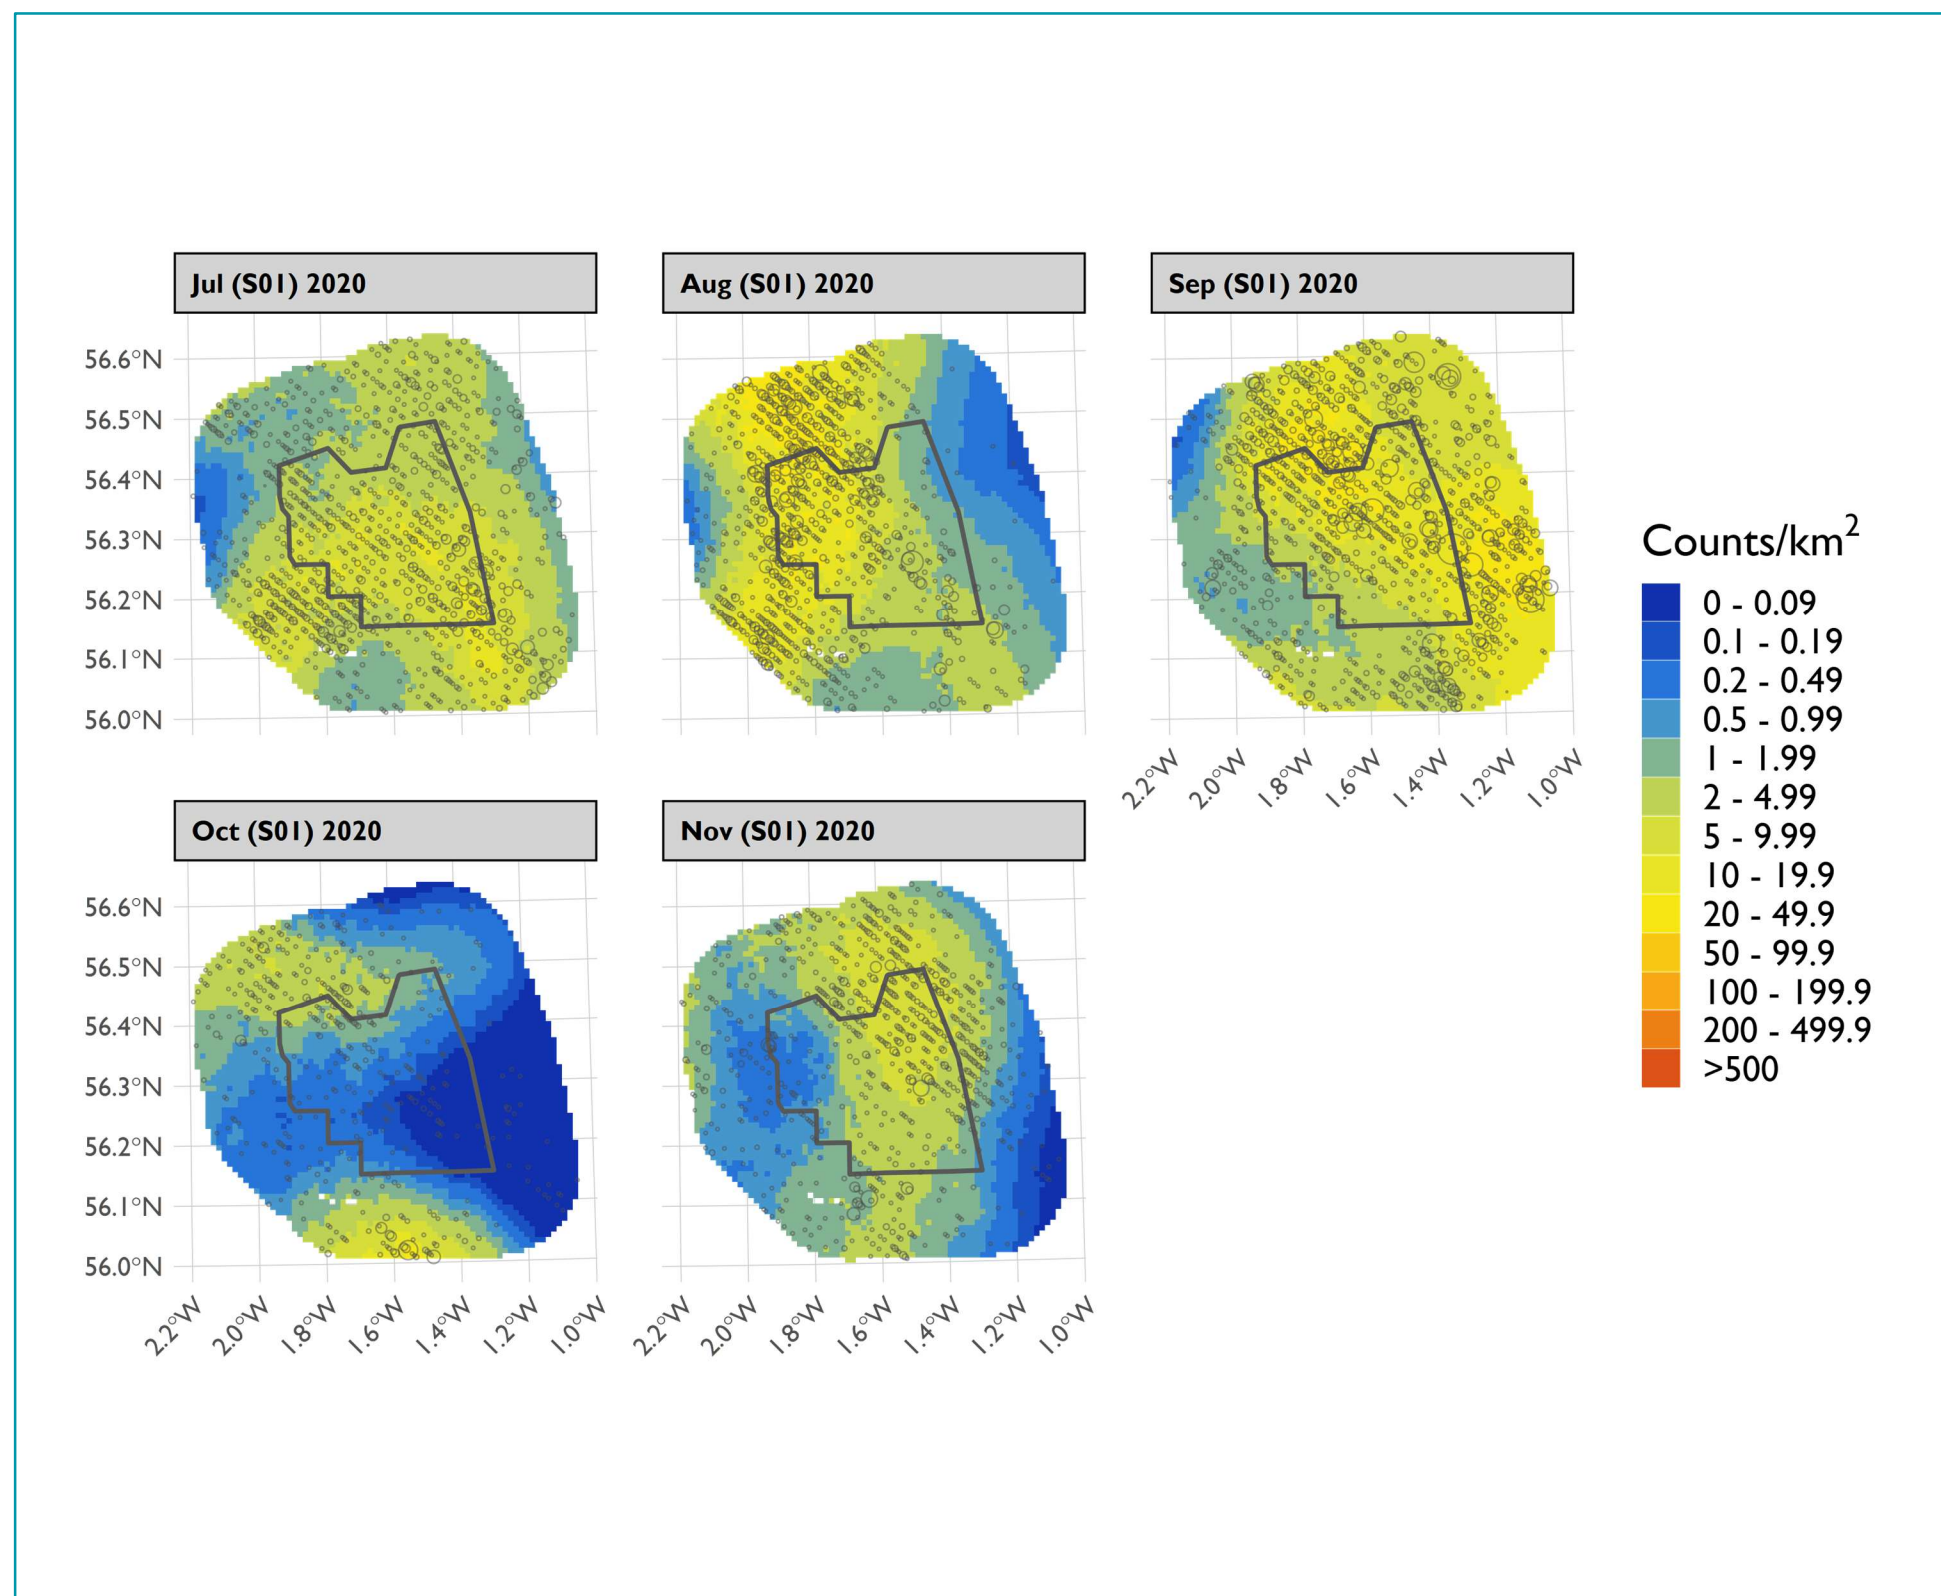 Jul (S01) 2020
Aug (S01) 2020
Sep (S01) 2020
56.6°N
56.5°N
56.4°N
56.3°N
56.2°N
56.1°N
56.0°N
2.2°W 2.0°W 1.8°W 1.6°W 1.4°W 1.2°W 1.0°W
Oct (S01) 2020
Nov (S01) 2020
56.6°N
56.5°N
56.4°N
56.3°N
56.2°N
56.1°N
56.0°N
2.2°W 2.0°W 1.8°W 1.6°W 1.4°W 1.2°W 1.0°W
2.2°W 2.0°W 1.8°W 1.6°W 1.4°W 1.2°W 1.0°W
Counts/km²
0 - 0.09
0.1 - 0.19
0.2 - 0.49
0.5 - 0.99
1 - 1.99
2 - 4.99
5 - 9.99
10 - 19.9
20 - 49.9
50 - 99.9
100 - 199.9
200 - 499.9
>500